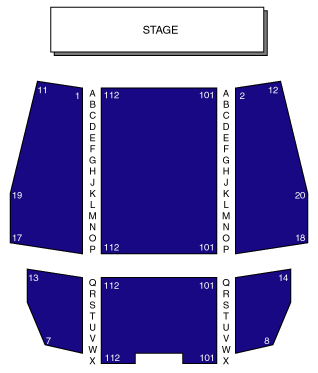 STAGE
11 1 A 112 101 A 2 12
B B
C C
D D
E E
F F
G G
H H
J J
K K
19 L L 20
M M
N N
17 O O 18
P 112 101 P
13 Q 112 101 Q 14
R R
S S
T T
U U
7 V V 8
W W
X 112 101 X